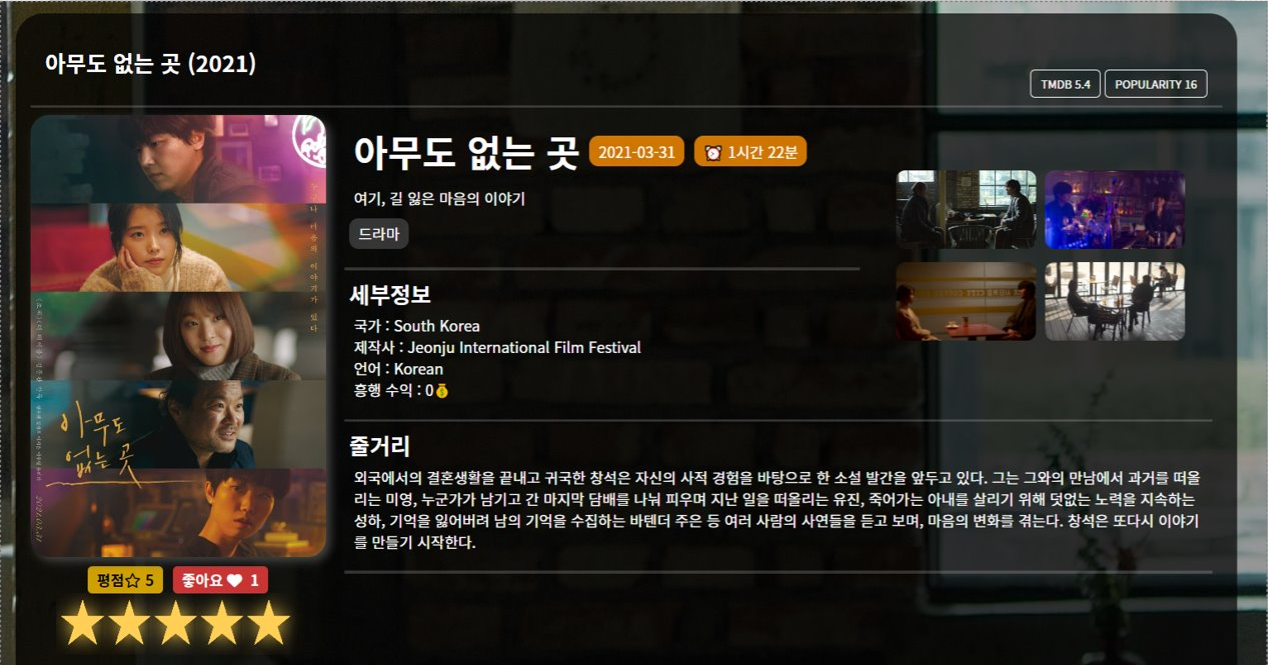 아무도 없는 곳 (2021)
TMDB 5.4
POPULARITY 16
아무도 없는 곳
2021-03-31
1시간 22분
여기, 길 잃은 마음의 이야기
드라마
세부정보
국가 : South Korea
제작사 : Jeonju International Film Festival
언어 : Korean
흥행 수익 : 0
줄거리
외국에서의 결혼생활을 끝내고 귀국한 창석은 자신의 사적 경험을 바탕으로 한 소설 발간을 앞두고 있다. 그는 그와의 만남에서 과거를 떠올
리는 미영, 누군가가 남기고 간 마지막 담배를 나눠 피우며 지난 일을 떠올리는 유진, 죽어가는 아내를 살리기 위해 덧없는 노력을 지속하는
성하, 기억을 잃어버려 남의 기억을 수집하는 바텐더 주은 등 여러 사람의 사연들을 듣고 보며, 마음의 변화를 겪는다. 창석은 또다시 이야기
를 만들기 시작한다.
누구나 마음의 이야기가 있다
아무도
없는 곳
평점☆ 5
좋아요 1